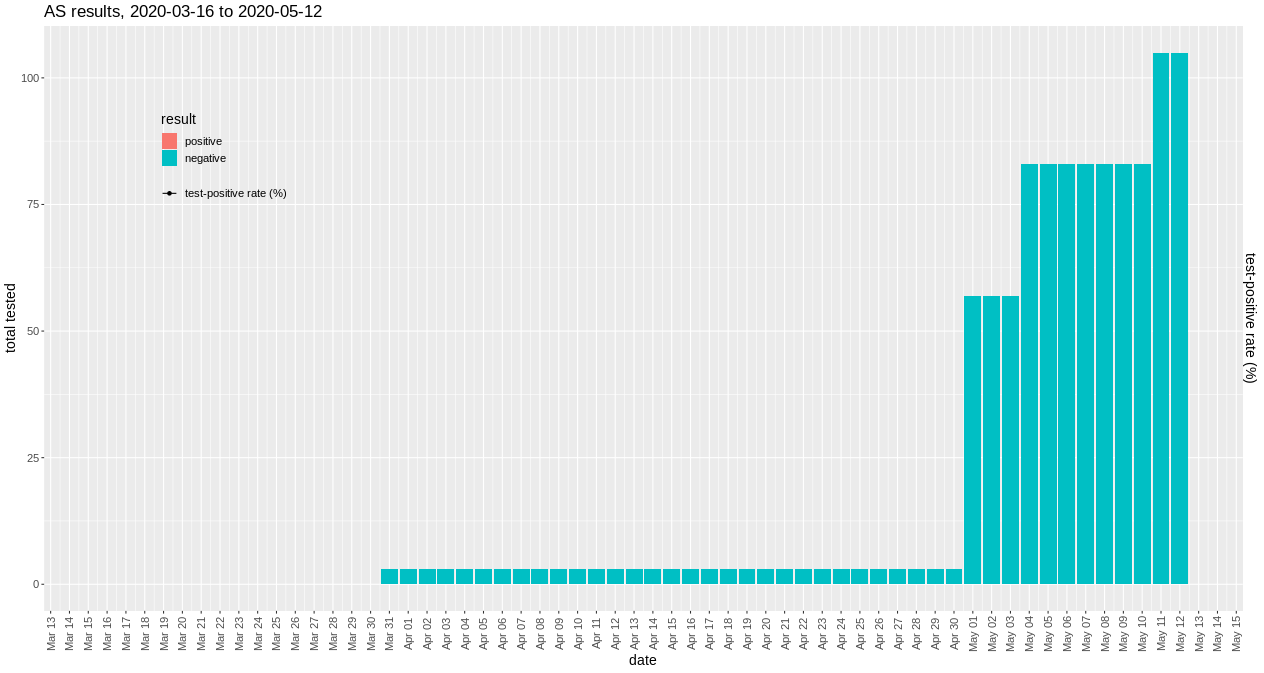 AS results, 2020-03-16 to 2020-05-12
total tested
100
75
50
25
0
result
positive
negative
test-positive rate (%)
test-positive rate (%)
Mar 13
Mar 14
Mar 15
Mar 16
Mar 17
Mar 18
Mar 19
Mar 20
Mar 21
Mar 22
Mar 23
Mar 24
Mar 25
Mar 26
Mar 27
Mar 28
Mar 29
Mar 30
Mar 31
Apr 01
Apr 02
Apr 03
Apr 04
Apr 05
Apr 06
Apr 07
Apr 08
Apr 09
Apr 10
Apr 11
Apr 12
Apr 13
Apr 14
Apr 15
Apr 16
Apr 17
Apr 18
Apr 19
Apr 20
Apr 21
Apr 22
Apr 23
Apr 24
Apr 25
Apr 26
Apr 27
Apr 28
Apr 29
Apr 30
May 01
May 02
May 03
May 04
May 05
May 06
May 07
May 08
May 09
May 10
May 11
May 12
May 13
May 14
May 15
date